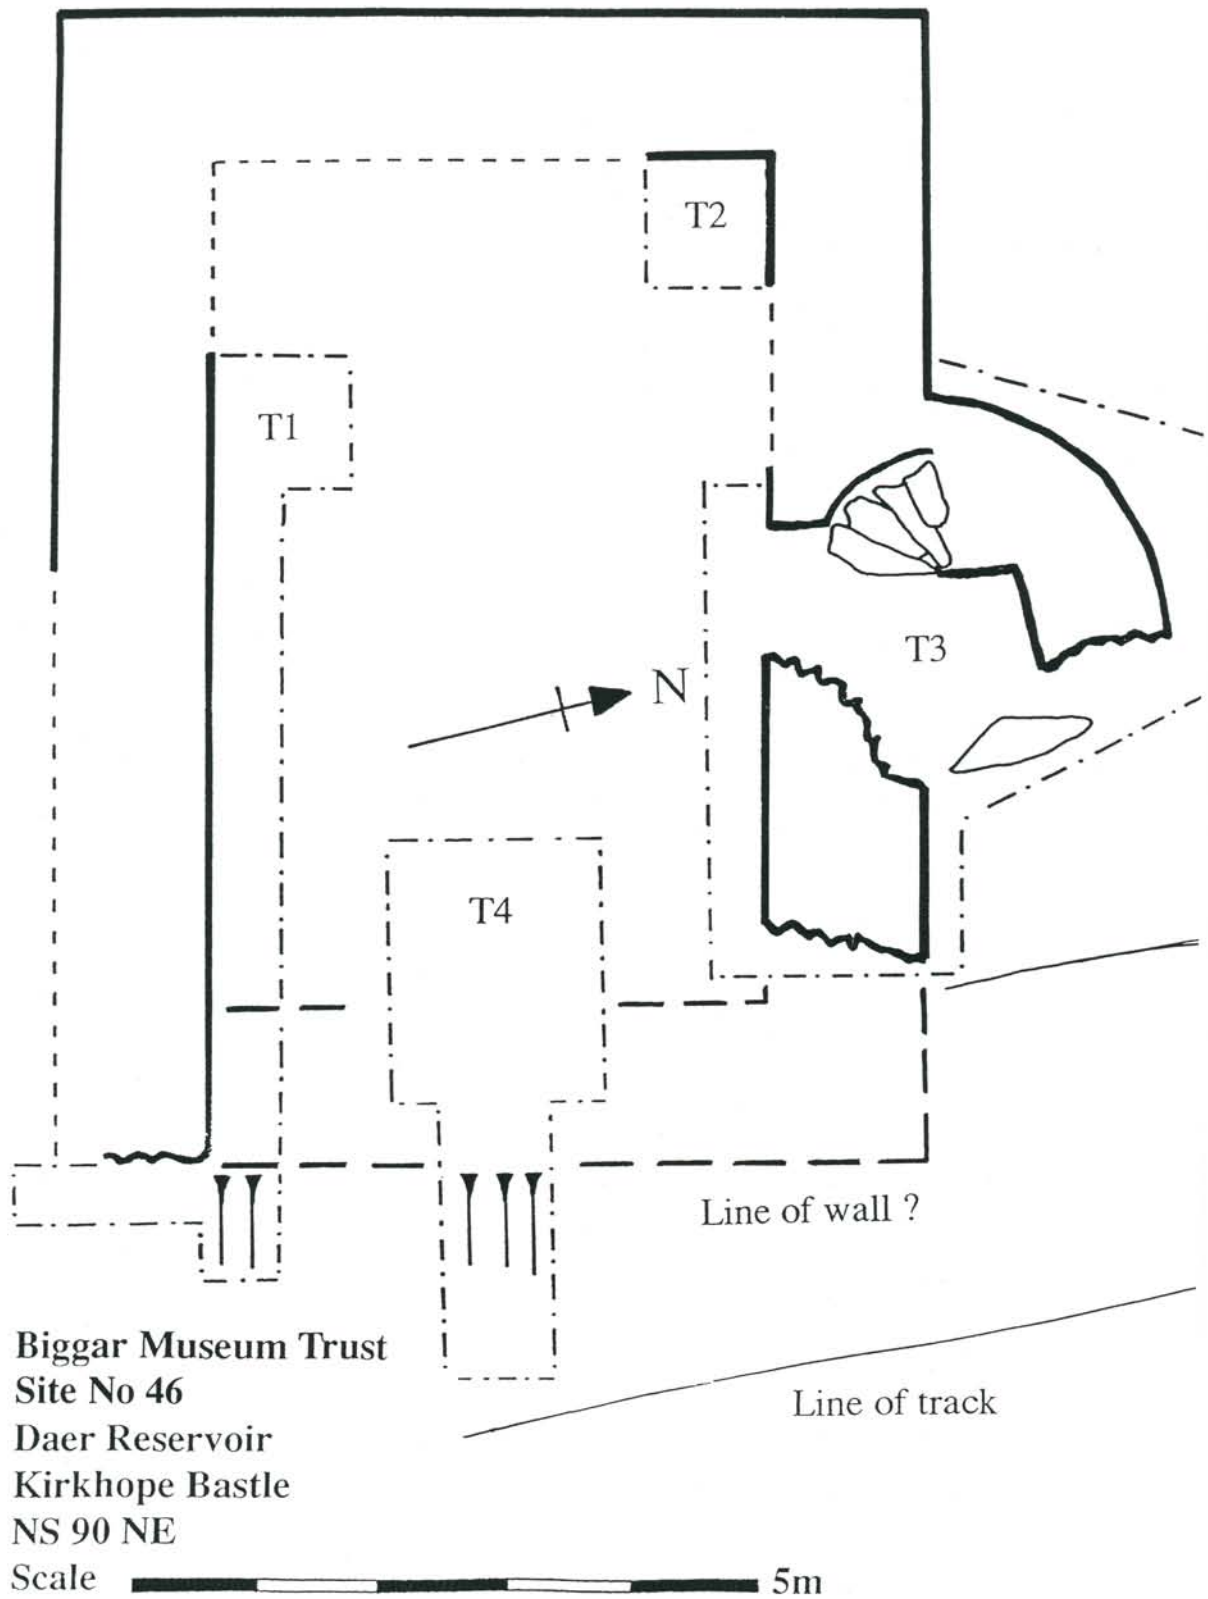 T2
T1
T3
N
T4
Line of wall ?
Line of track
Biggar Museum Trust
Site No 46
Daer Reservoir
Kirkhope Bastle
NS 90 NE
Scale 5m